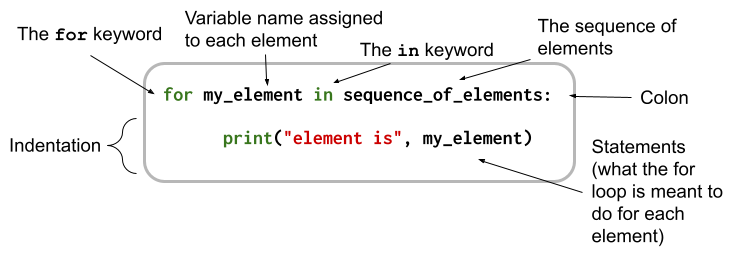 The for keyword
Variable name assigned
to each element
The in keyword
The sequence of
elements
for my_element in sequence_of_elements:
Colon
Indentation
print("element is", my_element)
Statements
(what the for
loop is meant to
do for each
element)